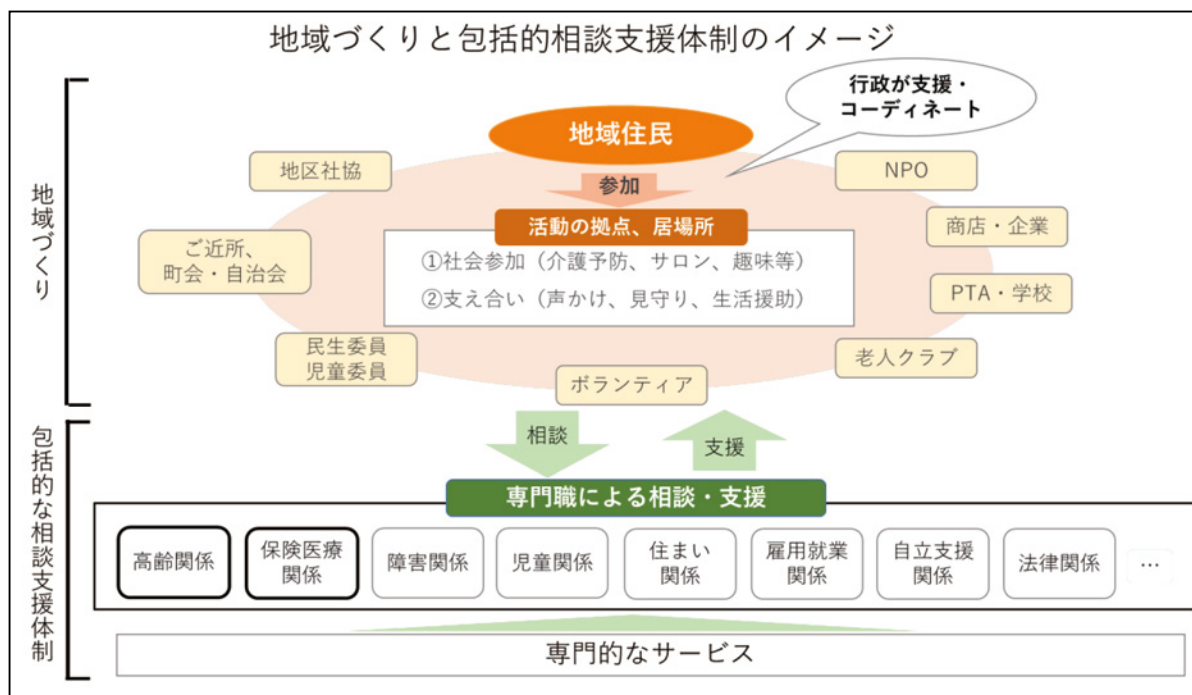 地域づくりと包括的相談支援体制のイメージ
行政が支援・
コーディネート
地域づくり
地域住民
地区社協
NPO
参加
商店・企業
活動の拠点、居場所
ご近所、
町会・自治会
①社会参加（介護予防、サロン、趣味等）
②支え合い（声かけ、見守り、生活援助）
PTA・学校
民生委員
児童委員
老人クラブ
ボランティア
包括的な相談支援体制
相談
支援
専門職による相談・支援
高齢関係
保険医療
関係
障害関係
児童関係
住まい
関係
雇用就業
関係
自立支援
関係
法律関係
…
専門的なサービス